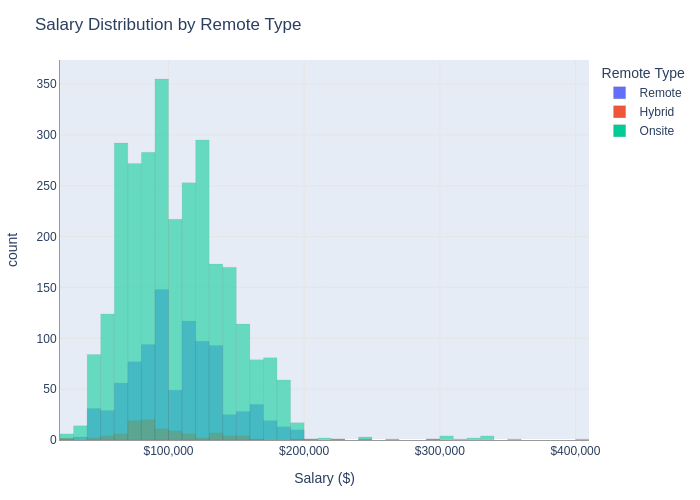 Salary Distribution by Remote Type
Remote Type
Remote
Hybrid
Onsite
350
300
250
200
150
100
50
0
count
$100,000
$200,000
$300,000
$400,000
Salary ($)